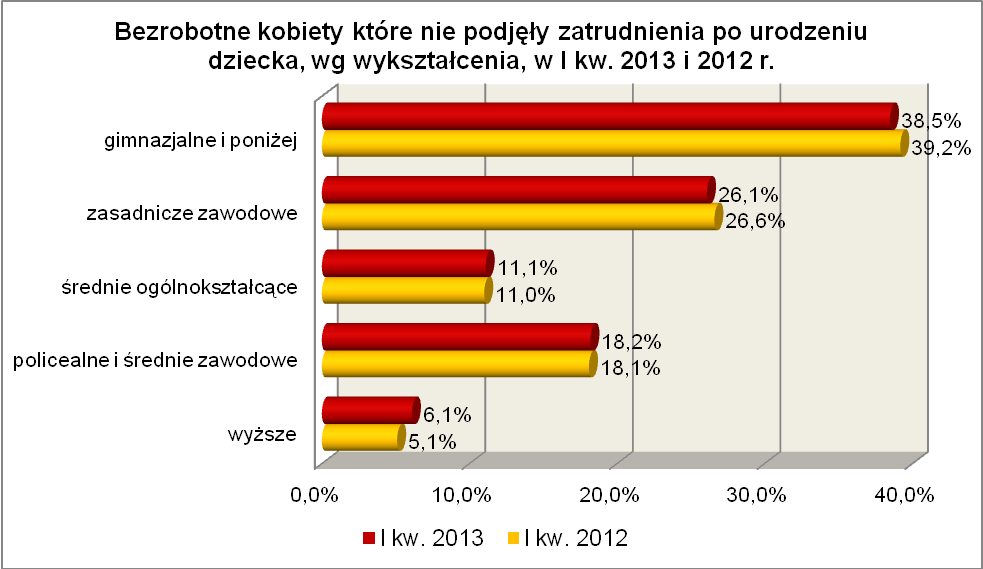 Bezrobotne kobiety które nie podjęły zatrudnienia po urodzeniu
dziecka, wg wykształcenia, w I kw. 2013 i 2012 r.
gimnazjalne i poniżej
38,5%
39,2%
zasadnicze zawodowe
26,1%
26,6%
średnie ogólnokształcące
11,1%
11,0%
policealne i średnie zawodowe
18,2%
18,1%
wyższe
6,1%
5,1%
0,0% 10,0% 20,0% 30,0% 40,0%
I kw. 2013 I kw. 2012